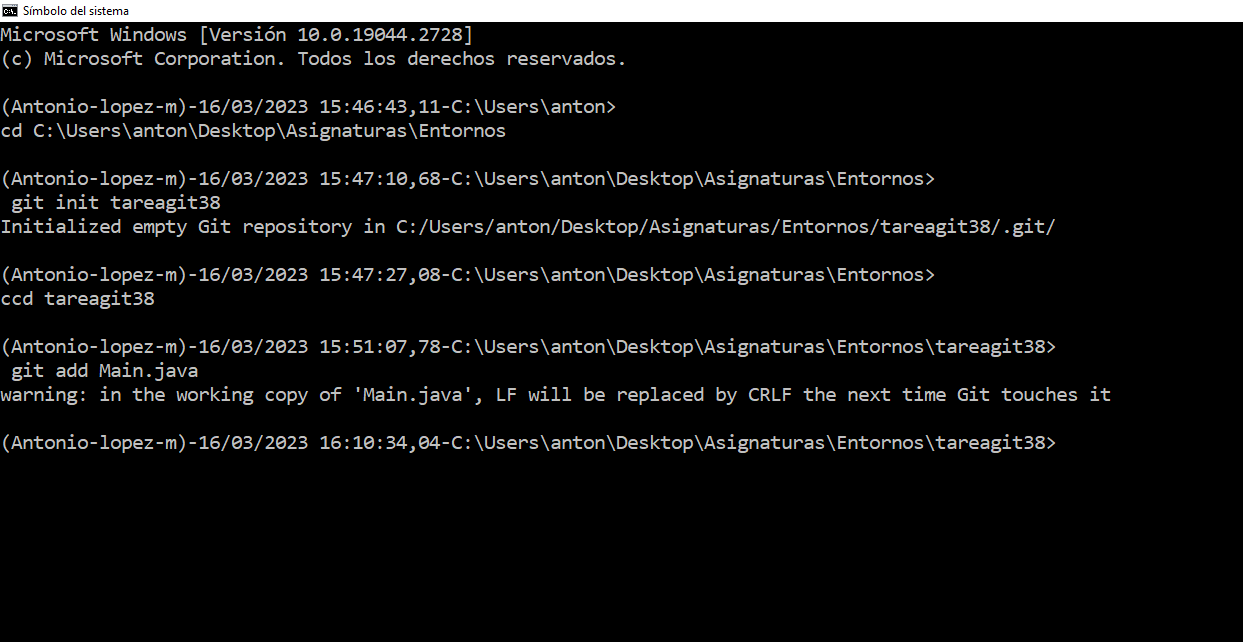 Símbolo del sistema
Microsoft Windows [Versión 10.0.19044.2728]
(c) Microsoft Corporation. Todos los derechos reservados.
(Antonio-lopez-m)-16/03/2023 15:46:43,11-C:\Users\anton>
cd C:\Users\anton\Desktop\Asignaturas\Entornos
(Antonio-lopez-m)-16/03/2023 15:47:10,68-C:\Users\anton\Desktop\Asignaturas\Entornos>
git init tareagit38
Initialized empty Git repository in C:/Users/anton/Desktop/Asignaturas/Entornos/tareagit38/.git/
(Antonio-lopez-m)-16/03/2023 15:47:27,08-C:\Users\anton\Desktop\Asignaturas\Entornos>
ccd tareagit38
(Antonio-lopez-m)-16/03/2023 15:51:07,78-C:\Users\anton\Desktop\Asignaturas\Entornos\tareagit38>
git add Main.java
warning: in the working copy of 'Main.java', LF will be replaced by CRLF the next time Git touches it
(Antonio-lopez-m)-16/03/2023 16:10:34,04-C:\Users\anton\Desktop\Asignaturas\Entornos\tareagit38>